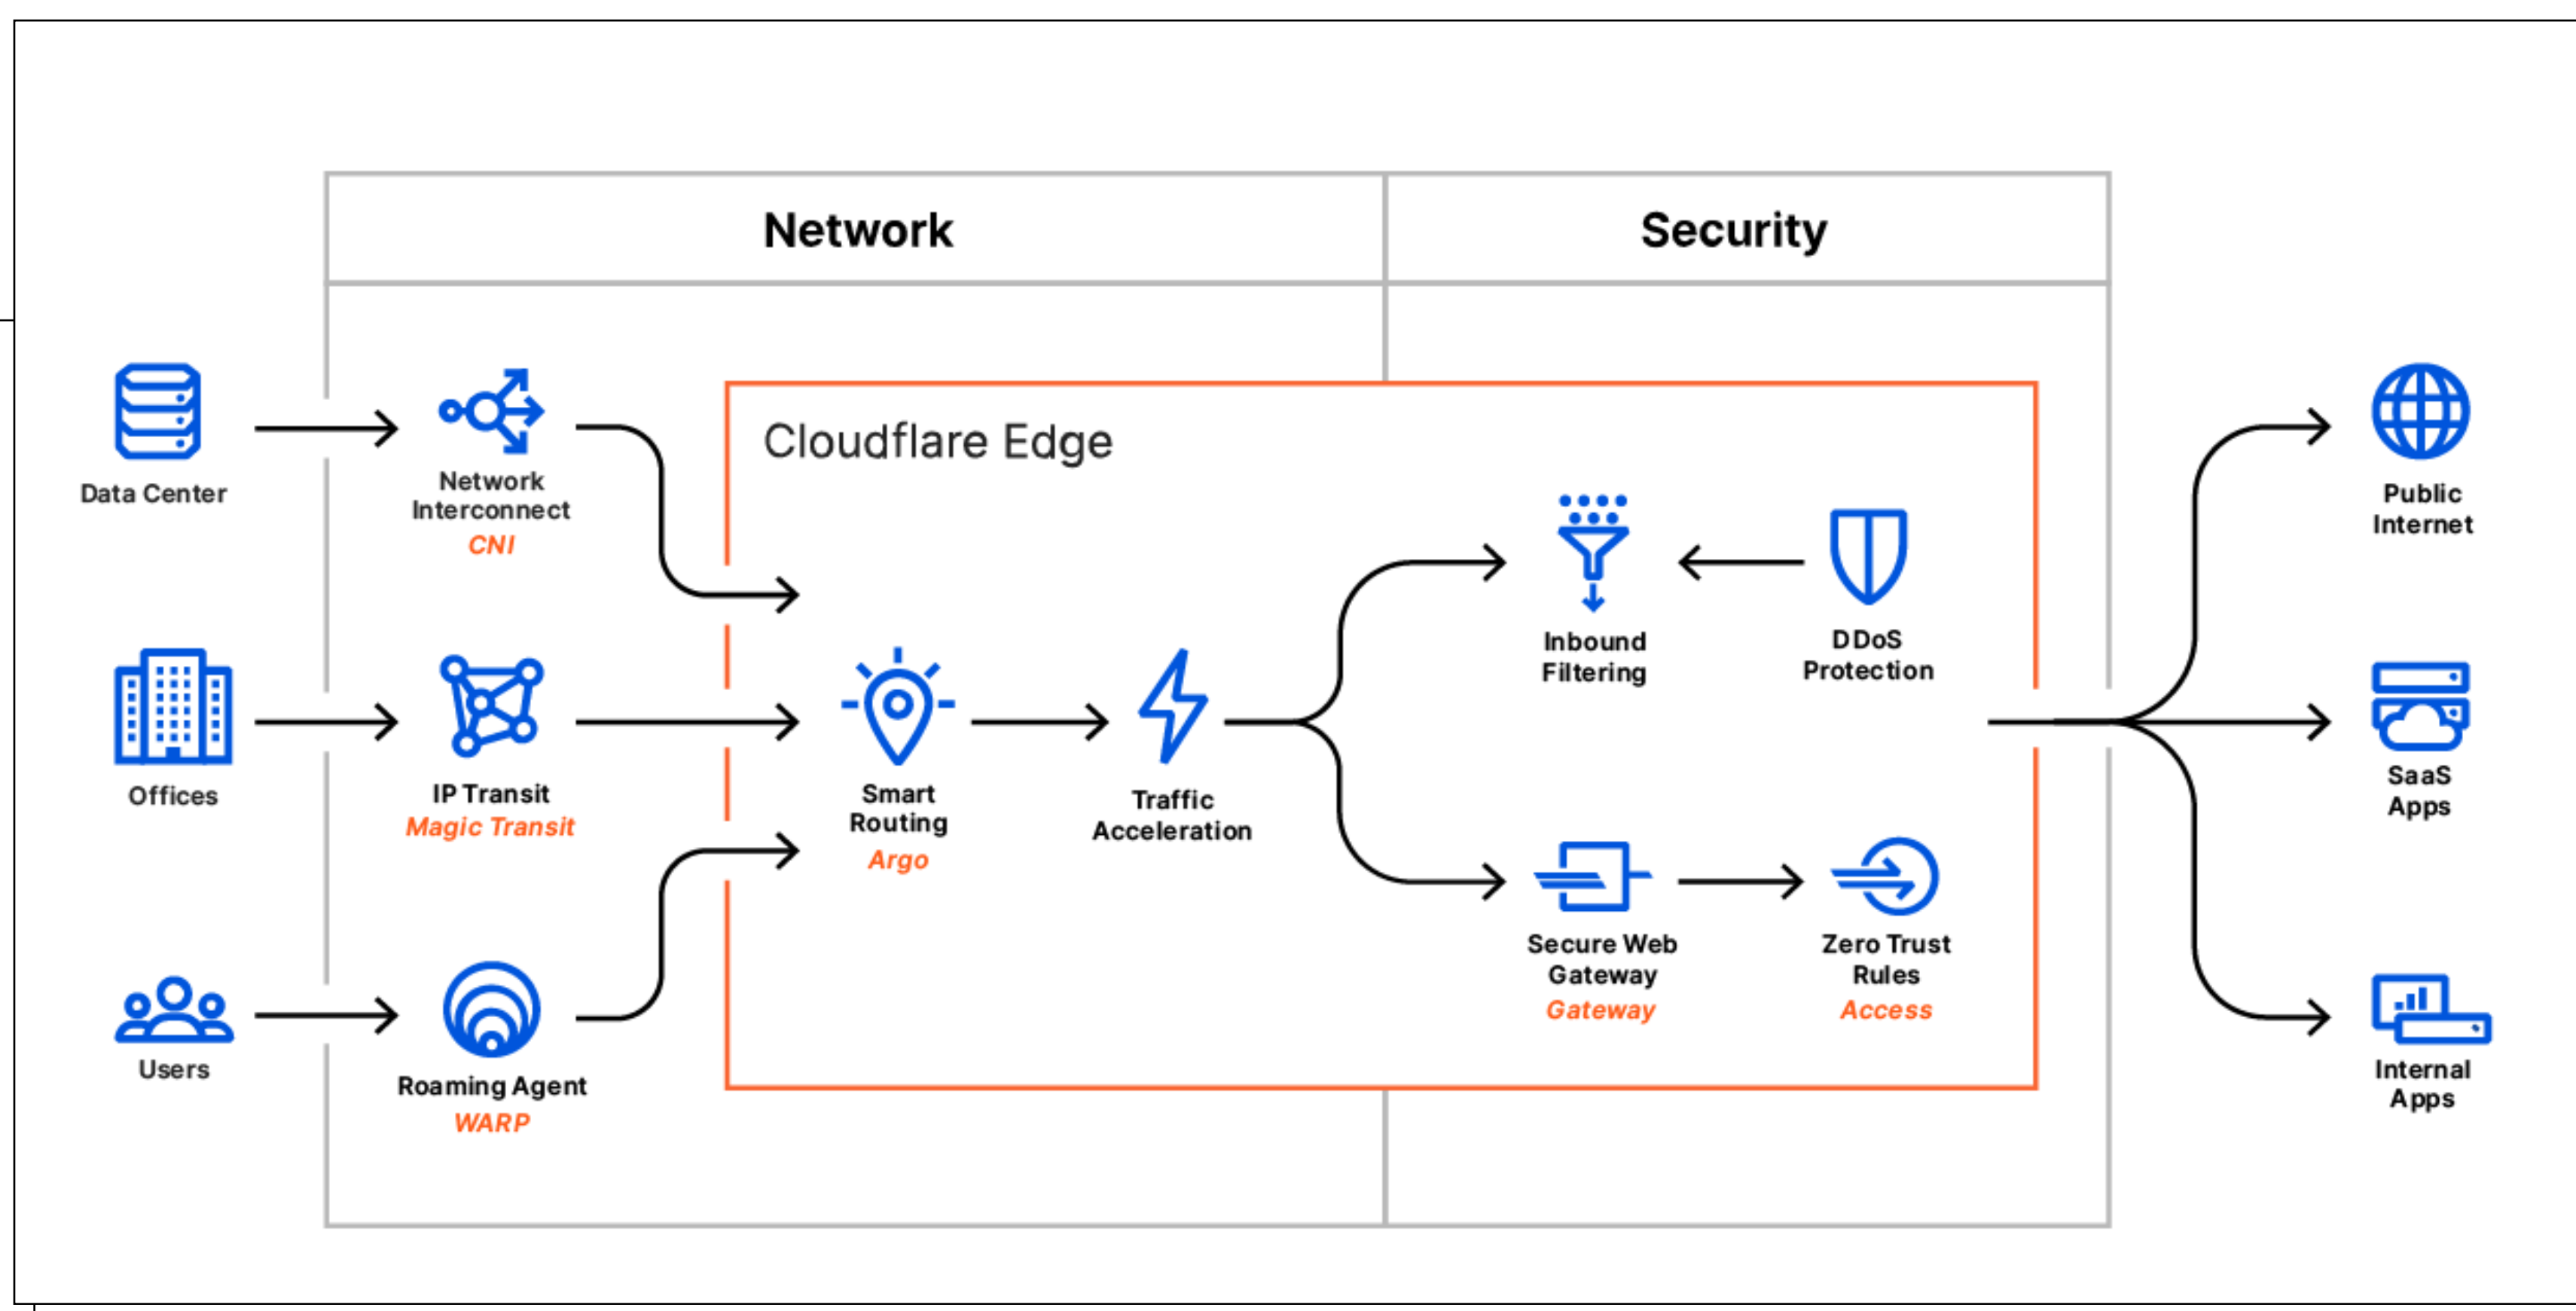 Network
Security
Data Center
Network
Interconnect
CNI
Cloudflare Edge
Public
Internet
Inbound
Filtering
DDoS
Protection
Offices
IP Transit
Magic Transit
Smart
Routing
Argo
Traffic
Acceleration
SaaS
Apps
Users
Roaming Agent
WARP
Secure Web
Gateway
Gateway
Zero Trust
Rules
Access
Internal
Apps